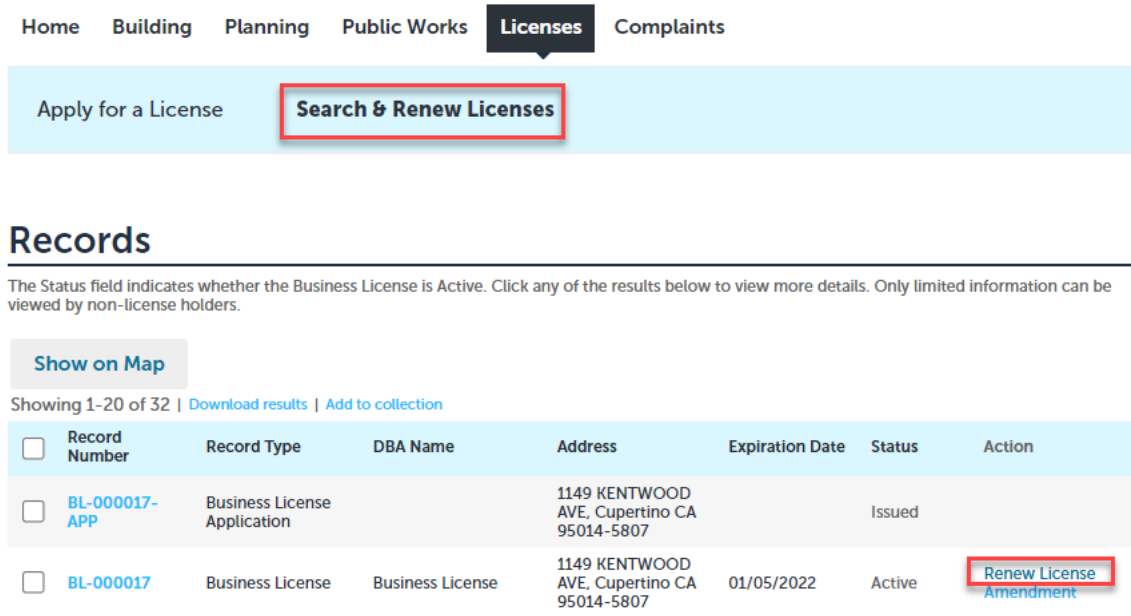 Home Building Planning Public Works Licenses Complaints
Apply for a License Search & Renew Licenses
Records
The Status field indicates whether the Business License is Active. Click any of the results below to view more details. Only limited information can be
viewed by non-license holders.
Show on Map
Showing 1-20 of 32 | Download results | Add to collection
Record Number Record Type DBA Name Address Expiration Date Status Action
BL-000017-
APP
Business License
Application
1149 KENTWOOD
AVE, Cupertino CA
95014-5807
Issued
BL-000017
Business License
Business License
1149 KENTWOOD
AVE, Cupertino CA
95014-5807
01/05/2022
Active
Renew License
Amendment